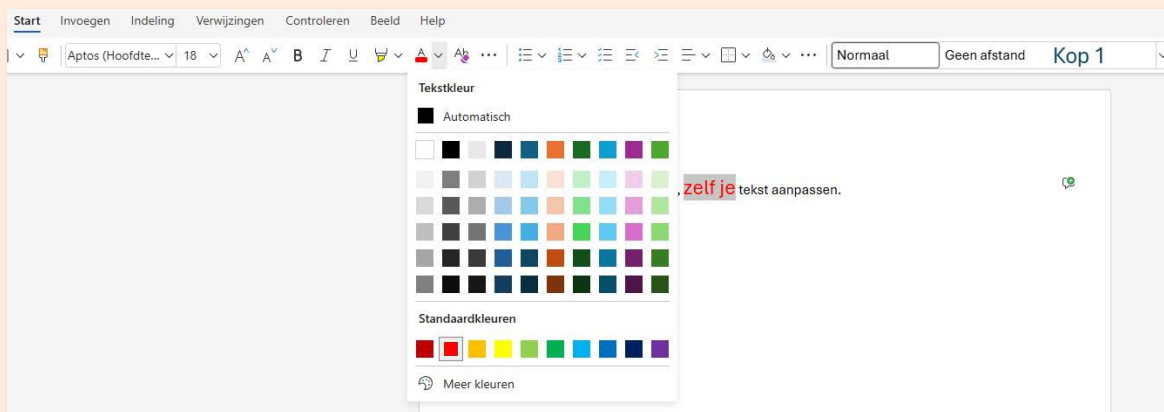 Start Invoegen Indeling Verwijzingen Controleren Beeld Help
Aptos (Hoofdte... 18 A A B I U A A ... Normaal Geen afstand Kop 1
Tekstkleur
Automatisch
, zelf je tekst aanpassen.
Standaardkleuren
Meer kleuren